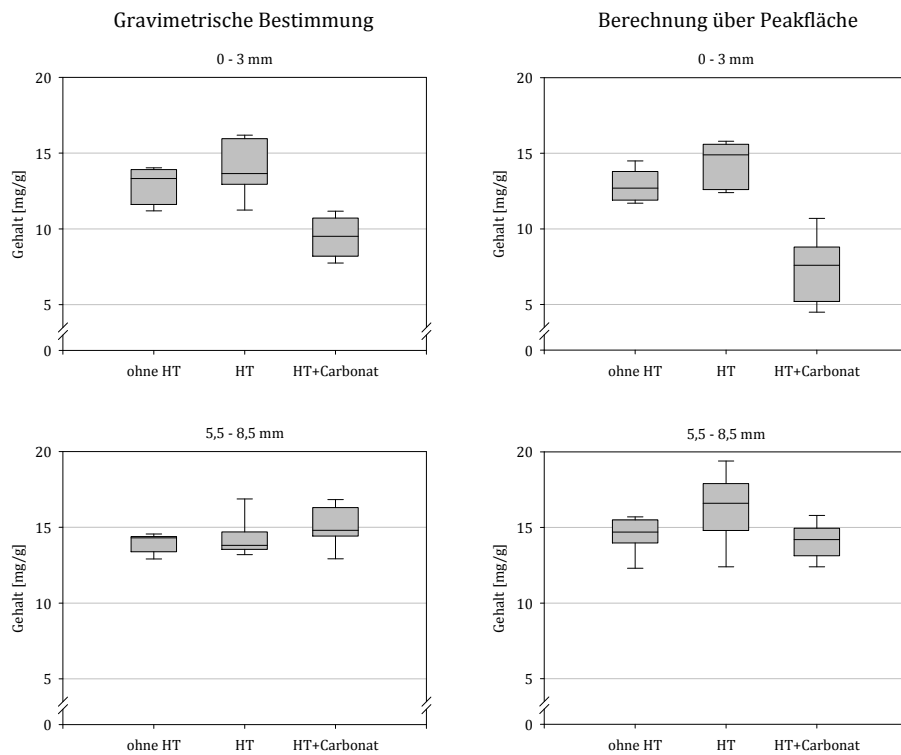 Gravimetrische Bestimmung
0 - 3 mm
20
15
10
5
0
Gehalt [mg/g]
ohne HT HT HT+Carbonat
Berechnung über Peakfläche
0 - 3 mm
20
15
10
5
0
Gehalt [mg/g]
ohne HT HT HT+Carbonat
5,5 - 8,5 mm
20
15
10
5
0
Gehalt [mg/g]
ohne HT HT HT+Carbonat
5,5 - 8,5 mm
20
15
10
5
0
Gehalt [mg/g]
ohne HT HT HT+Carbonat